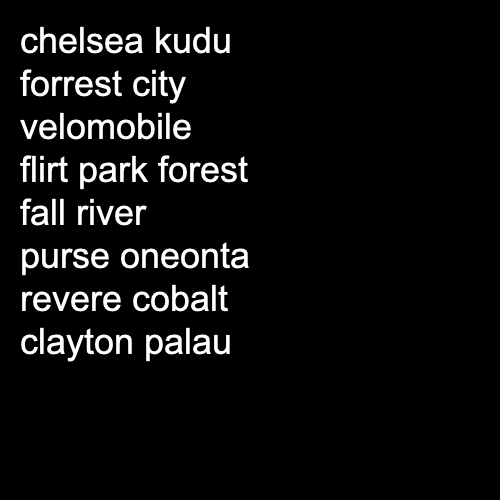 chelsea kudu
forrest city
velomobile
flirt park forest
fall river
purse oneonta
revere cobalt
clayton palau